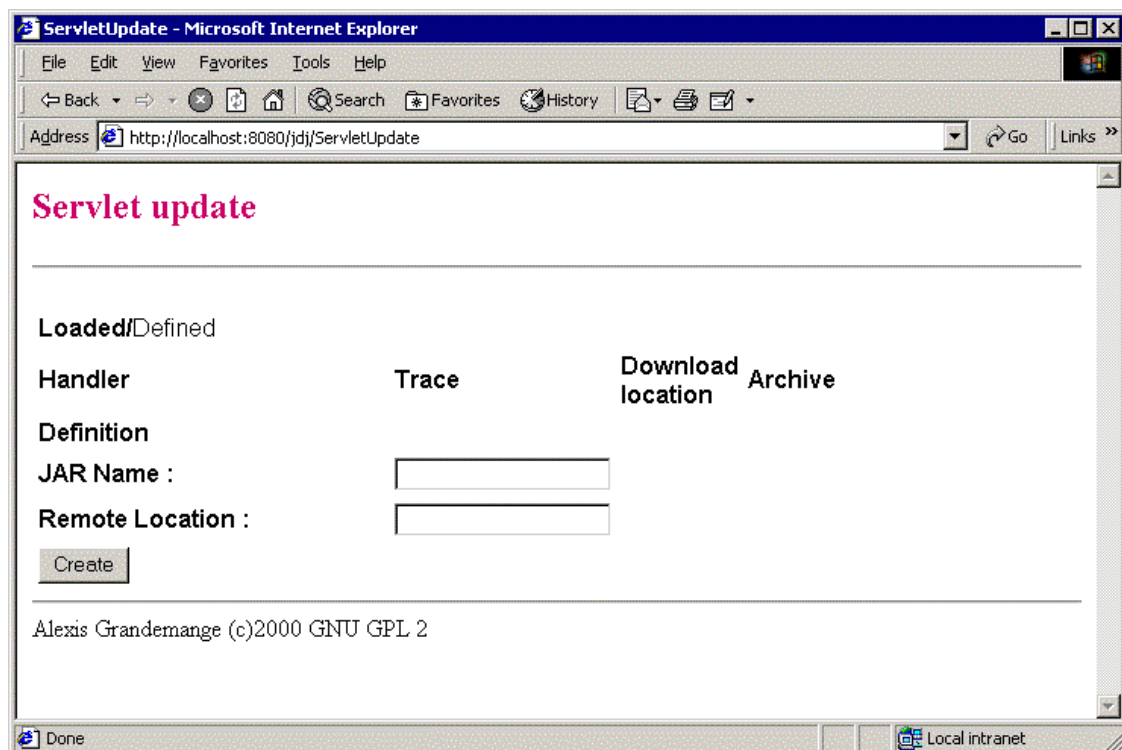 ServletUpdate - Microsoft Internet Explorer
File Edit View Favorites Tools Help
Back Search Favorites History
Address http://localhost:8080/jdj/ServletUpdate Go Links »
Servlet update
Loaded/Defined
Handler Trace Download location Archive
Definition
JAR Name :
Remote Location :
Create
Alexis Grandemange (c)2000 GNU GPL 2
Done Local intranet